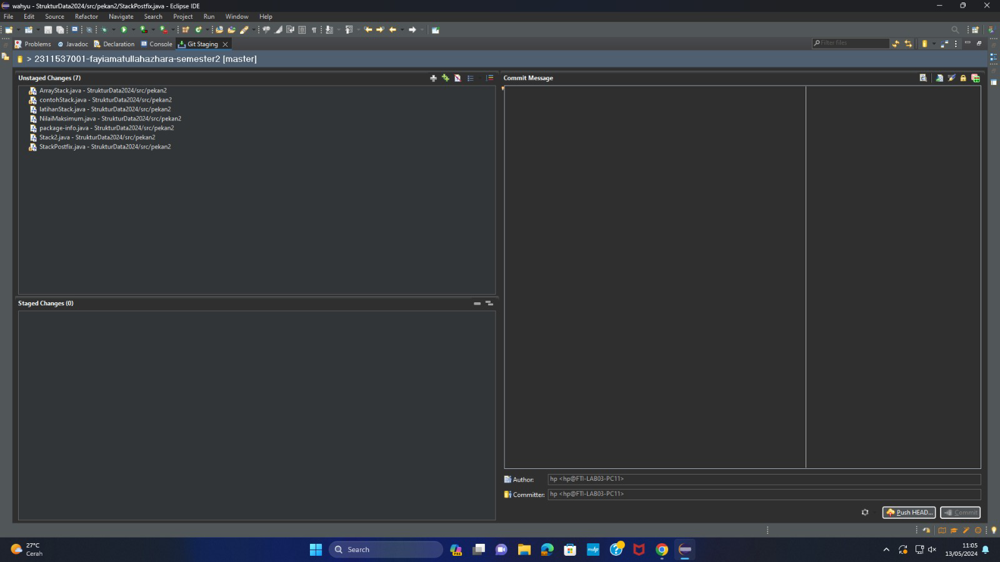 wahyu - StrukturData2024/src/pekan2/StackPostfix.java - Eclipse IDE
File Edit Source Refactor Navigate Search Project Run Window Help
Problems Javadoc Declaration Console Git Staging
Filter files
> 2311537001-fayiamatullahazhara-semester2 [master]
Unstaged Changes (7)
ArrayStack.java - StrukturData2024/src/pekan2
contohStack.java - StrukturData2024/src/pekan2
latihanStack.java - StrukturData2024/src/pekan2
NilaiMaksimum.java - StrukturData2024/src/pekan2
package-info.java - StrukturData2024/src/pekan2
Stack2.java - StrukturData2024/src/pekan2
StackPostfix.java - StrukturData2024/src/pekan2
Staged Changes (0)
Commit Message
Author: hp <hp@FTI-LAB03-PC11>
Committer: hp <hp@FTI-LAB03-PC11>
Push HEAD... Commit
27°C
Cerah
Search
PRE
myhp
11:05
13/05/2024